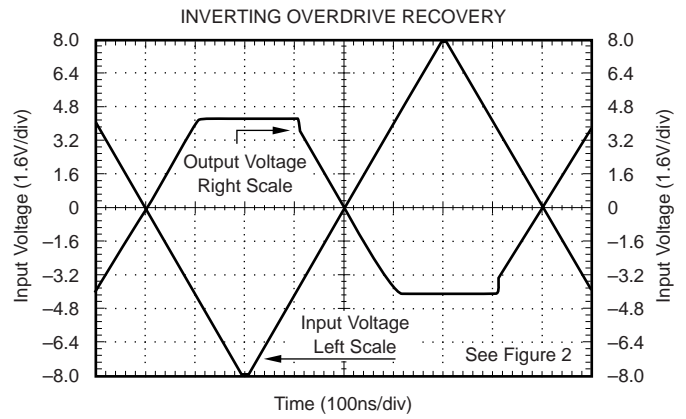 INVERTING OVERDRIVE RECOVERY
8.0
6.4
4.8
3.2
1.6
0
–1.6
–3.2
–4.8
–6.4
–8.0
Input Voltage (1.6V/div)
Output Voltage
Right Scale
Input Voltage
Left Scale
See Figure 2
8.0
6.4
4.8
3.2
1.6
0
–1.6
–3.2
–4.8
–6.4
–8.0
Input Voltage (1.6V/div)
Time (100ns/div)